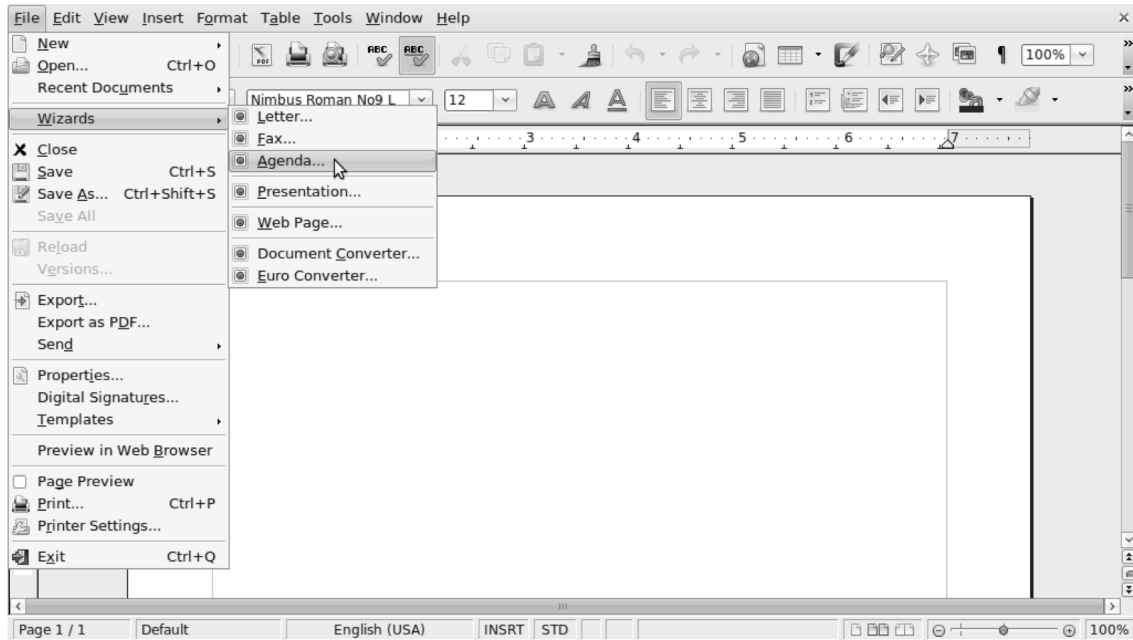 File Edit View Insert Format Table Tools Window Help
New
Open... Ctrl+O
Recent Documents
Wizards
Close
Save Ctrl+S
Save As... Ctrl+Shift+S
Save All
Reload
Versions...
Export...
Export as PDF...
Send
Properties...
Digital Signatures...
Templates
Preview in Web Browser
Page Preview
Print... Ctrl+P
Printer Settings...
Exit Ctrl+Q
Letter...
Fax...
Agenda...
Presentation...
Web Page...
Document Converter...
Euro Converter...
PDF ABC ABC ¶ 100%
Nimbus Roman No9 L 12 A A A
3 4 5 6 7
Page 1 / 1 Default English (USA) INSRT STD 100%